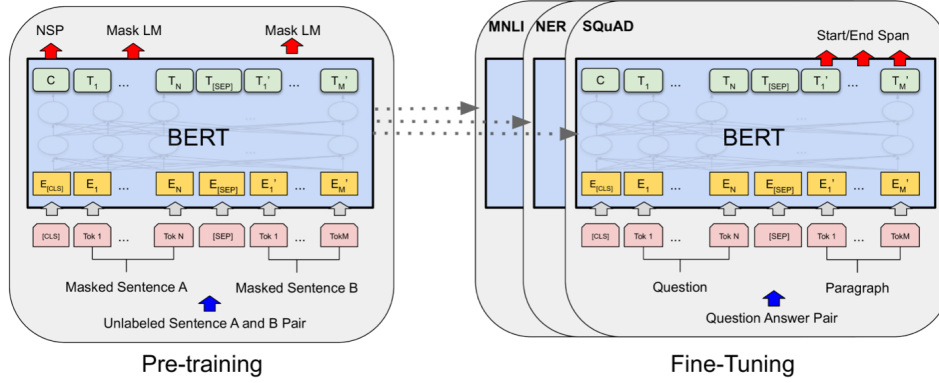 NSP Mask LM Mask LM
C T1 ... TN T[SEP] T1' ... TM'
BERT
E[CLS] E1 ... EN E[SEP] E1' ... EM'
[CLS] Tok 1 ... Tok N [SEP] Tok 1 ... TokM
Masked Sentence A Masked Sentence B
Unlabeled Sentence A and B Pair
Pre-training
MNLI NER SQuAD
Start/End Span
C T1 ... TN T[SEP] T1' ... TM'
BERT
E[CLS] E1 ... EN E[SEP] E1' ... EM'
[CLS] Tok 1 ... Tok N [SEP] Tok 1 ... TokM
Question Paragraph
Question Answer Pair
Fine-Tuning